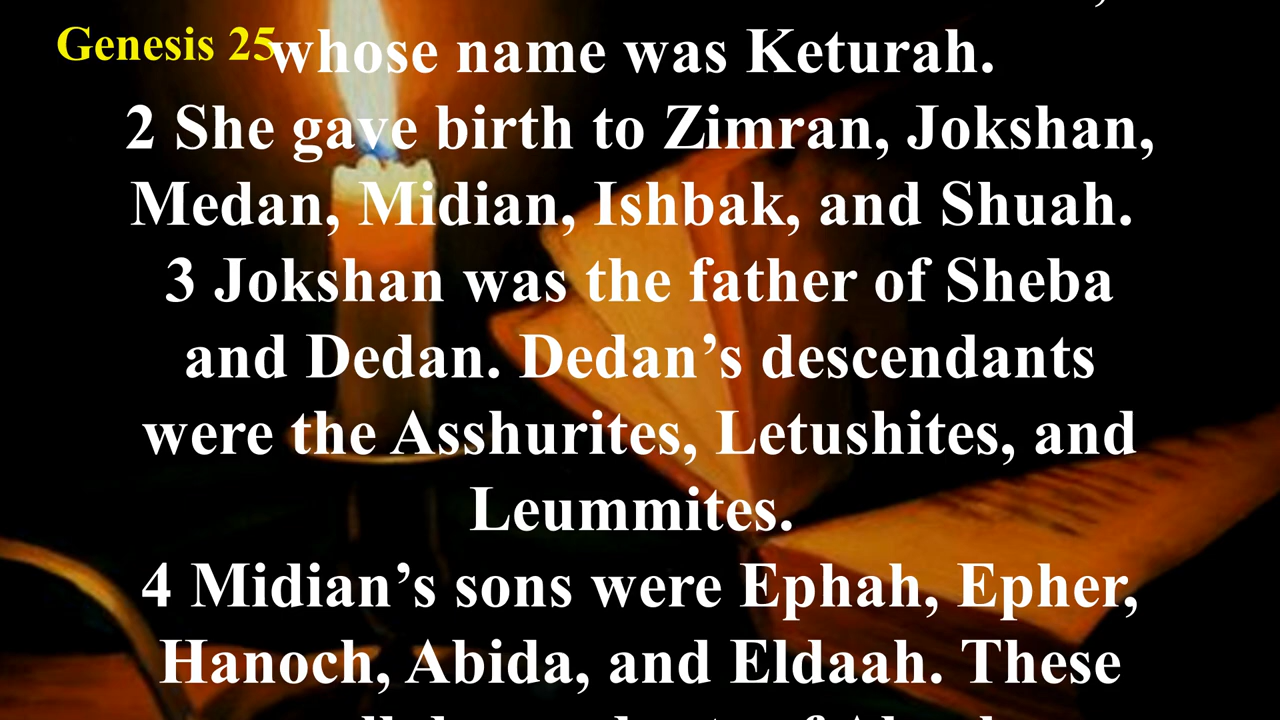 Genesis 25
whose name was Keturah.
2 She gave birth to Zimran, Jokshan,
Medan, Midian, Ishbak, and Shuah.
3 Jokshan was the father of Sheba
and Dedan. Dedan’s descendants
were the Asshurites, Letushites, and
Leummites.
4 Midian’s sons were Ephah, Epher,
Hanoch, Abida, and Eldaah. These